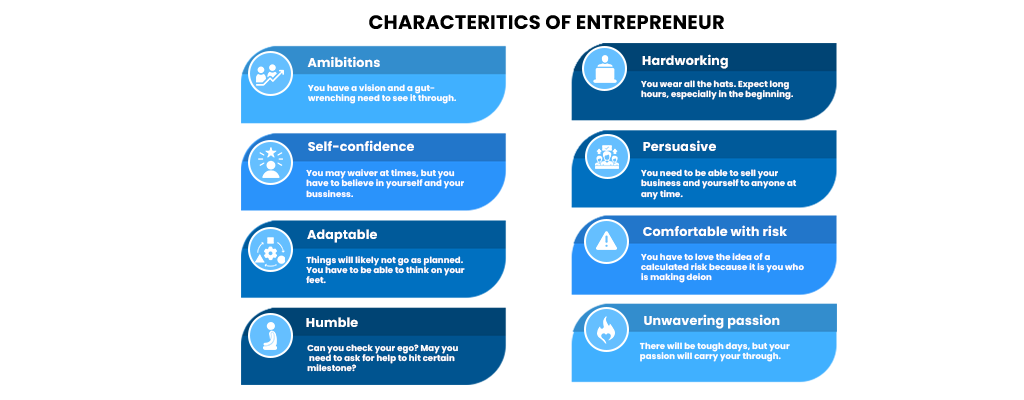 CHARACTERITICS OF ENTREPRENEUR
Amibitions
You have a vision and a gut-
wrenching need to see it through.
Self-confidence
You may waiver at times, but you
have to believe in yourself and your
bussiness.
Adaptable
Things will likely not go as planned.
You have to be able to think on your
feet.
Humble
Can you check your ego? May you
need to ask for help to hit certain
milestone?
Hardworking
You wear all the hats. Expect long
hours, especially in the beginning.
Persuasive
You need to be able to sell your
business and yourself to anyone at
any time.
Comfortable with risk
You have to love the idea of a
calculated risk because it is you who
is making deion
Unwavering passion
There will be tough days, but your
passion will carry your through.